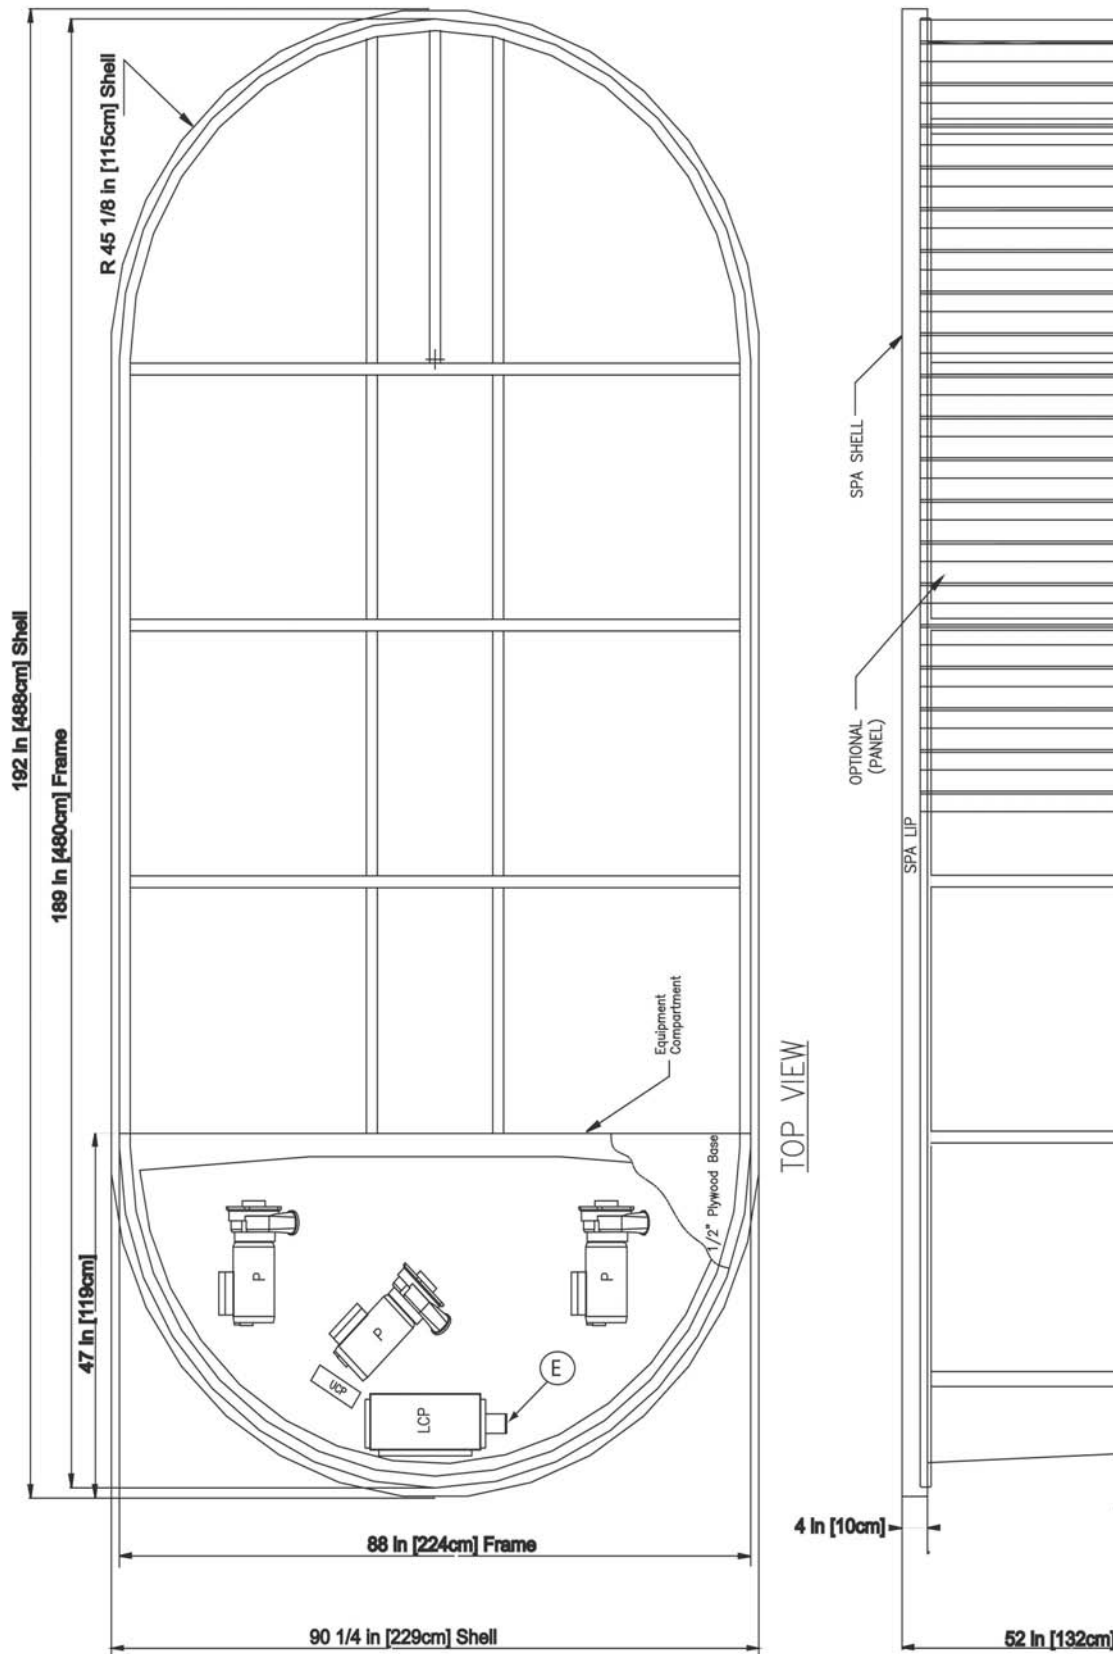 192 in [488cm] Shell
189 in [480cm] Frame
R 45 1/8 in [115cm] Shell
47 in [119cm]
88 in [224cm] Frame
90 1/4 in [229cm] Shell
Equipment
Compartment
1/2" Plywood Base
P
P
P
UCP
LCP
E
TOP VIEW
SPA SHELL
OPTIONAL
(PANEL)
SPA LIP
4 in [10cm]
52 in [132cm]